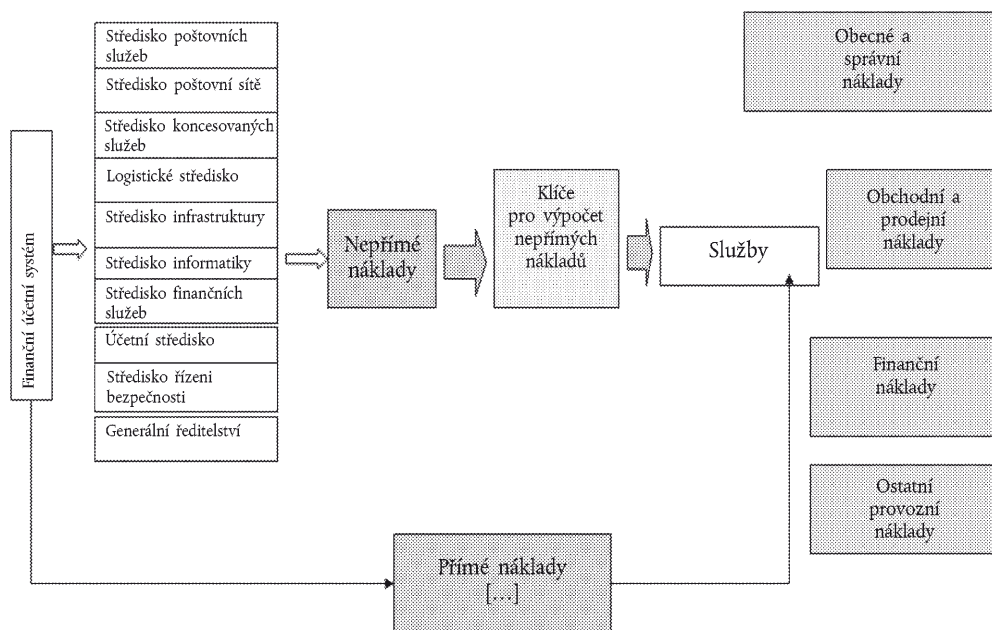 Finanční účetní systém
Středisko poštovních
služeb
Středisko poštovní sítě
Středisko koncesovaných
služeb
Logistické středisko
Středisko infrastruktury
Středisko informatiky
Středisko finančních
služeb
Účetní středisko
Středisko řízeni
bezpečnosti
Generální ředitelství
Nepřímé
náklady
Klíče
pro výpočet
nepřímých
nákladů
Služby
Přímé náklady
[...]
Obecné a
správní
náklady
Obchodní a
prodejní
náklady
Finanční
náklady
Ostatní
provozní
náklady